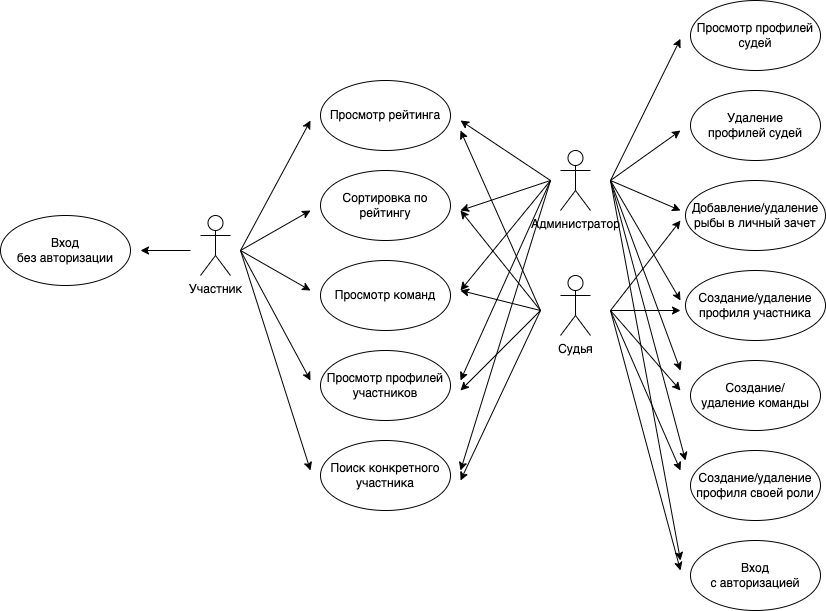 Просмотр профилей
судей
Просмотр рейтинга
Удаление
профилей судей
Сортировка по
рейтингу
Администратор
Добавление/удаление
рыбы в личный зачет
Вход
без авторизации
Участник
Просмотр команд
Создание/удаление
профиля участника
Судья
Просмотр профилей
участников
Создание/
удаление команды
Поиск конкретного
участника
Создание/удаление
профиля своей роли
Вход
с авторизацией